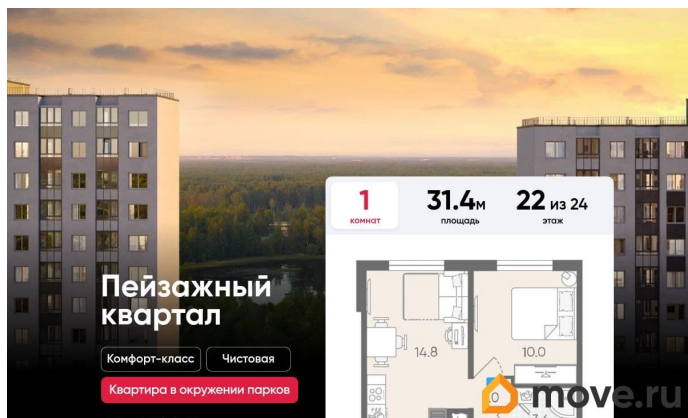 1
комнат
31.4м
площадь
22 из 24
этаж
Пейзажный
квартал
Комфорт-класс
Чистовая
Квартира в окружении парков
14.8
10.0
move.ru